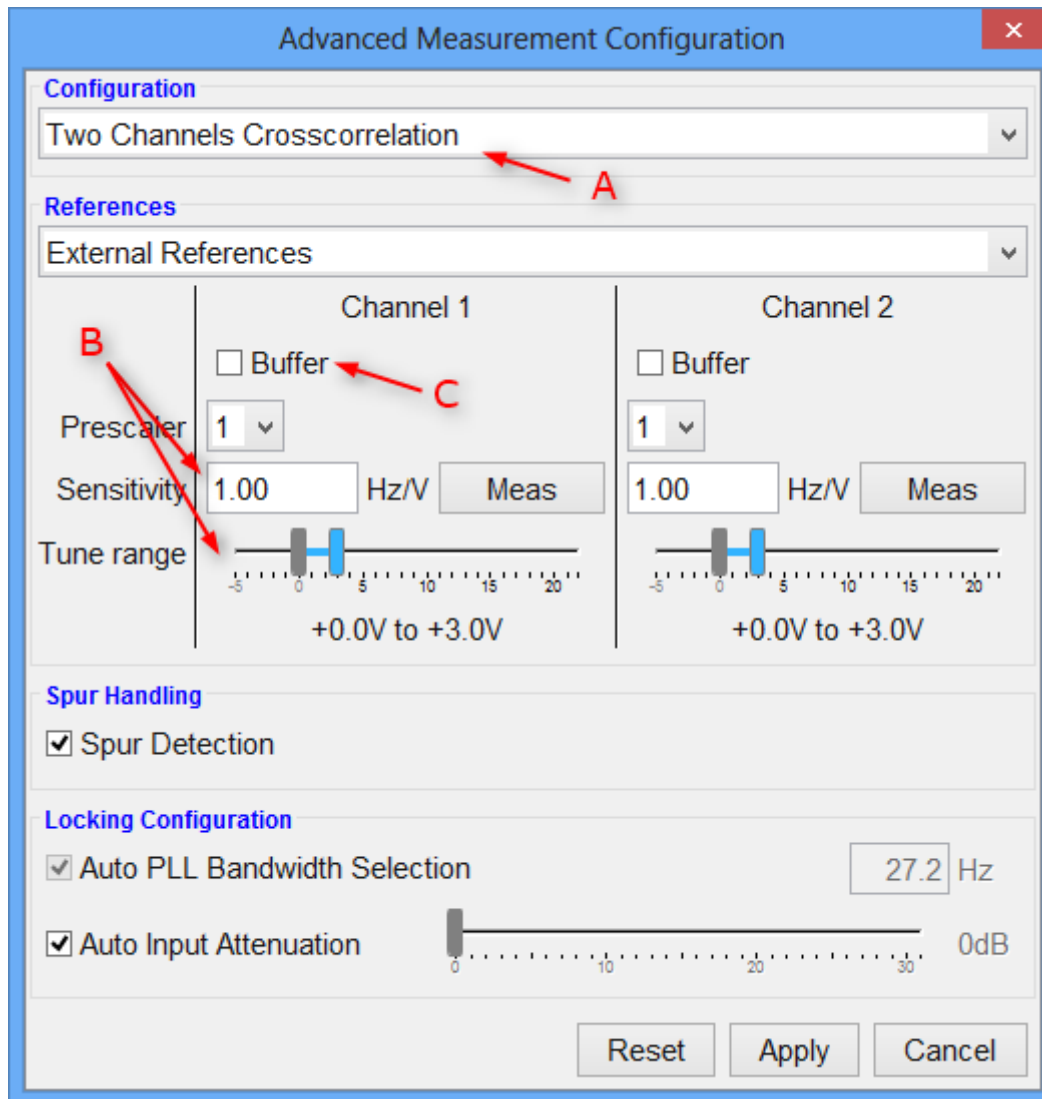 Advanced Measurement Configuration
×
Configuration
Two Channels Crosscorrelation
A
References
External References
Channel 1 Channel 2
B
Buffer Buffer
C
Prescaler 1 1
Sensitivity 1.00 Hz/V Meas 1.00 Hz/V Meas
Tune range
-5 0 5 10 15 20 -5 0 5 10 15 20
+0.0V to +3.0V +0.0V to +3.0V
Spur Handling
Spur Detection
Locking Configuration
Auto PLL Bandwidth Selection 27.2 Hz
Auto Input Attenuation 0dB
0 10 20 30
Reset Apply Cancel